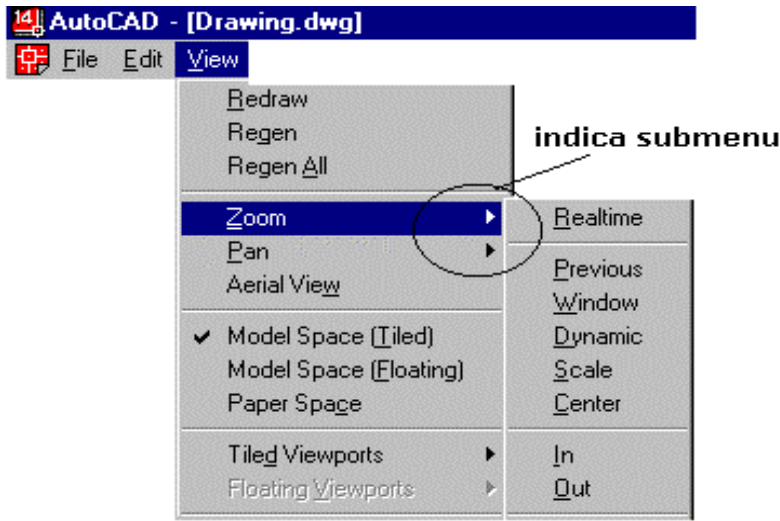 14 AutoCAD - [Drawing.dwg]
File Edit View
Redraw
Regen
Regen All
indica submenu
Zoom
Pan
Aerial View
Model Space (Tiled)
Model Space (Floating)
Paper Space
Tiled Viewports
Floating Viewports
Realtime
Previous
Window
Dynamic
Scale
Center
In
Out